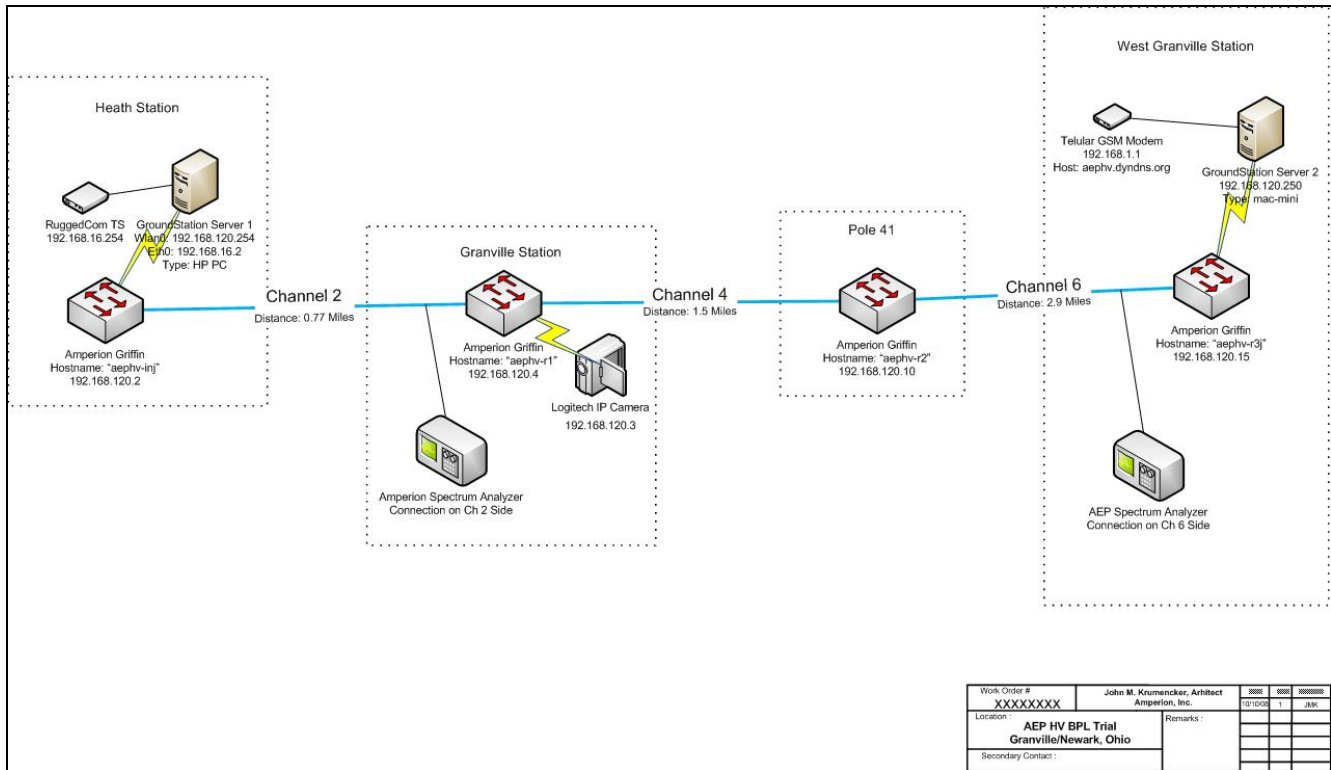 West Granville Station
Heath Station
Telular GSM Modem
192.168.1.1
Host: aephv.dyndns.org
GroundStation Server 2
192.168.120.250
Type: mac-mini
RuggedCom TS
192.168.16.254
GroundStation Server 1
Wlan0: 192.168.120.254
Eth0: 192.168.16.2
Type: HP PC
Granville Station
Pole 41
Channel 2
Distance: 0.77 Miles
Channel 4
Distance: 1.5 Miles
Channel 6
Distance: 2.9 Miles
Amperion Griffin
Hostname: "aephv-inj"
192.168.120.2
Amperion Griffin
Hostname: "aephv-r1"
192.168.120.4
Logitech IP Camera
192.168.120.3
Amperion Griffin
Hostname: "aephv-r2"
192.168.120.10
Amperion Griffin
Hostname: "aephv-r3j"
192.168.120.15
Amperion Spectrum Analyzer
Connection on Ch 2 Side
AEP Spectrum Analyzer
Connection on Ch 6 Side
Work Order #
XXXXXXXX
John M. Krumencker, Arhitect
Amperion, Inc.
10/10/08 1 JMK
Location :
AEP HV BPL Trial
Granville/Newark, Ohio
Remarks :
Secondary Contact :